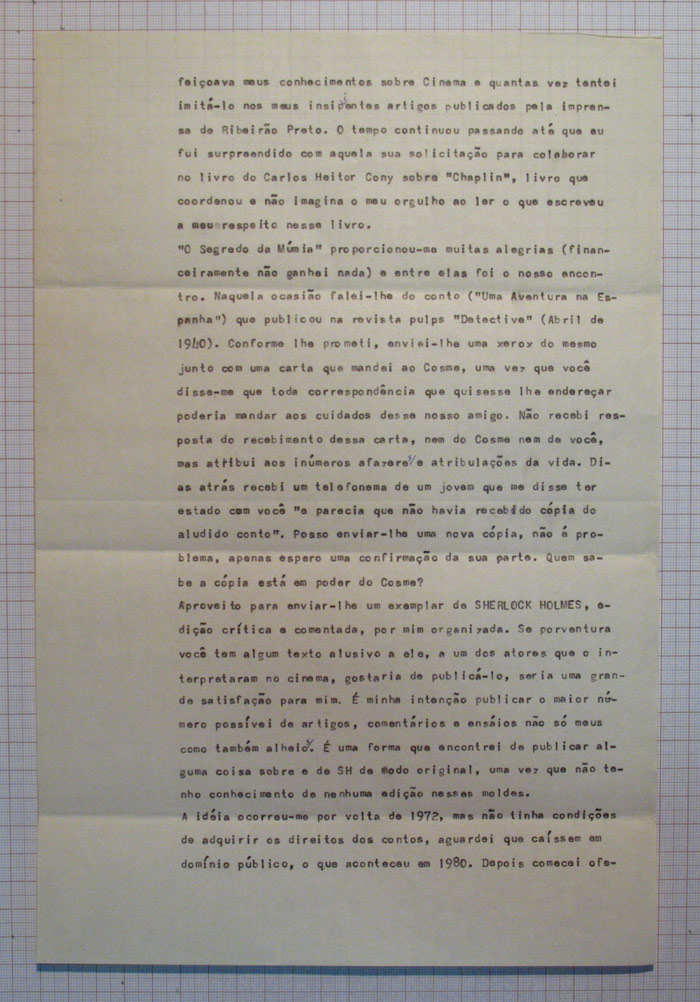 feiçoava meus conhecimentos sobre Cinema e quantas vez tentei
imitá-lo nos meus insipientes artigos publicados pela impren-
sa de Ribeirão Preto. O tempo continuou passando até que eu
fui surpreendido com aquela sua solicitação para colaborar
no livro do Carlos Heitor Cony sobre "Chaplin", livro que
coordenou e não imagina o meu orgulho ao ler o que escreveu
a meu respeito nesse livro.
"O Segredo da Múmia" proporcionou-me muitas alegrias (finan-
ceiramente não ganhei nada) e entre elas foi o nosso encon-
tro. Naquela ocasião falei-lhe do conto ("Uma Aventura na Es-
panha") que publicou na revista pulps "Detective" (Abril de
1940). Conforme lhe prometi, enviei-lhe uma xerox do mesmo
junto com uma carta que mandei ao Cosme, uma vez que você
disse-me que toda correspondência que quisesse lhe endereçar
poderia mandar aos cuidados desse nosso amigo. Não recebi res-
posta do recebimento dessa carta, nem do Cosme nem de você,
mas atribui aos inúmeros afazeres e atribulações da vida. Di-
as atrás recebi um telefonema de um jovem que me disse ter
estado com você "e parecia que não havia recebido cópia do
aludido conto". Posso enviar-lhe uma nova cópia, não é pro-
blema, apenas espero uma confirmação da sua parte. Quem sa-
be a cópia está em poder do Cosme?
Aproveito para enviar-lhe um exemplar de SHERLOCK HOLMES, e-
dição crítica e comentada, por mim organizada. Se porventura
você tem algum texto alusivo a ele, a um dos atores que o in-
terpretaram no cinema, gostaria de publicá-lo, seria uma gran-
de satisfação para mim. É minha intenção publicar o maior nú-
mero possível de artigos, comentários e ensáios não só meus
como também alheios. É uma forma que encontrei de publicar al-
guma coisa sobre e de SH de modo original, uma vez que não te-
nho conhecimento de nenhuma edição nesses moldes.
A idéia ocorreu-me por volta de 1972, mas não tinha condições
de adquirir os direitos dos contos, aguardei que caíssem em
domínio público, o que aconteceu em 1980. Depois comecei ofe-